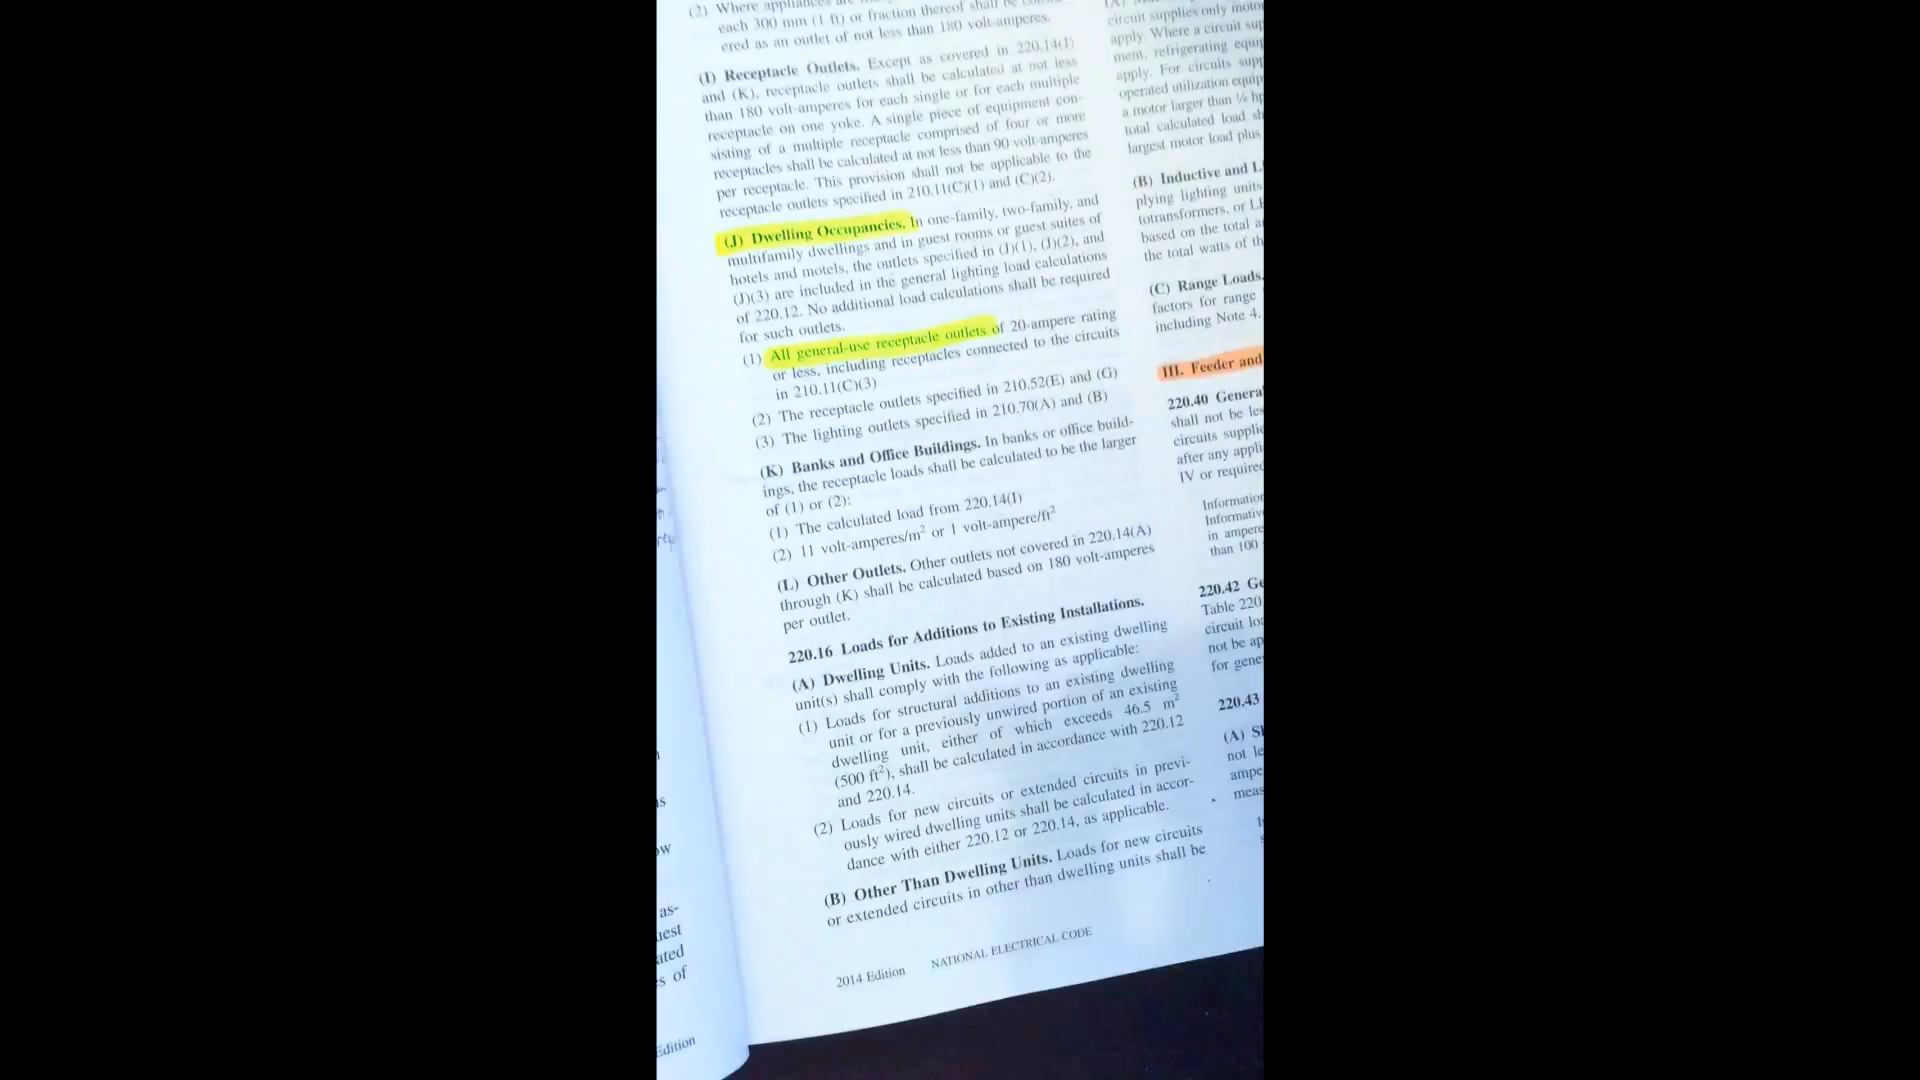 (2) Where appliances are
each 300 mm (1 ft) or fraction thereof shall be
ered as an outlet of not less than 180 volt-amperes.
(I) Receptacle Outlets. Except as covered in 220.14(J)
and (K), receptacle outlets shall be calculated at not less
than 180 volt-amperes for each single or for each multiple
receptacle on one yoke. A single piece of equipment con-
sisting of a multiple receptacle comprised of four or more
receptacles shall be calculated at not less than 90 volt-amperes
per receptacle. This provision shall not be applicable to the
receptacle outlets specified in 210.11(C)(1) and (C)(2).
(J) Dwelling Occupancies. In one-family, two-family, and
multifamily dwellings and in guest rooms or guest suites of
hotels and motels, the outlets specified in (J)(1), (J)(2), and
(J)(3) are included in the general lighting load calculations
of 220.12. No additional load calculations shall be required
for such outlets.
(1) All general-use receptacle outlets of 20-ampere rating
or less, including receptacles connected to the circuits
in 210.11(C)(3)
(2) The receptacle outlets specified in 210.52(E) and (G)
(3) The lighting outlets specified in 210.70(A) and (B)
(K) Banks and Office Buildings. In banks or office build-
ings, the receptacle loads shall be calculated to be the larger
of (1) or (2):
(1) The calculated load from 220.14(I)
(2) 11 volt-amperes/m² or 1 volt-ampere/ft²
(L) Other Outlets. Other outlets not covered in 220.14(A)
through (K) shall be calculated based on 180 volt-amperes
per outlet.
220.16 Loads for Additions to Existing Installations.
(A) Dwelling Units. Loads added to an existing dwelling
unit(s) shall comply with the following as applicable:
(1) Loads for structural additions to an existing dwelling
unit or for a previously unwired portion of an existing
dwelling unit, either of which exceeds 46.5 m²
(500 ft²), shall be calculated in accordance with 220.12
and 220.14.
(2) Loads for new circuits or extended circuits in previ-
ously wired dwelling units shall be calculated in accor-
dance with either 220.12 or 220.14, as applicable.
(B) Other Than Dwelling Units. Loads for new circuits
or extended circuits in other than dwelling units shall be
2014 Edition NATIONAL ELECTRICAL CODE
circuit supplies only motor
apply. Where a circuit sup
ment, refrigerating equip
apply. For circuits supp
operated utilization equip
a motor larger than ⅛ hp
total calculated load sh
largest motor load plus
(B) Inductive and L
plying lighting units
totransformers, or LE
based on the total a
the total watts of th
(C) Range Loads.
factors for range
including Note 4.
III. Feeder and
220.40 General
shall not be les
circuits supplie
after any appli
IV or required
Information
Informative
in ampere
than 100
220.42 Ge
Table 220
circuit loa
not be ap
for gene
220.43
(A) S
not le
ampe
meas
as-
uest
ated
s of
Edition